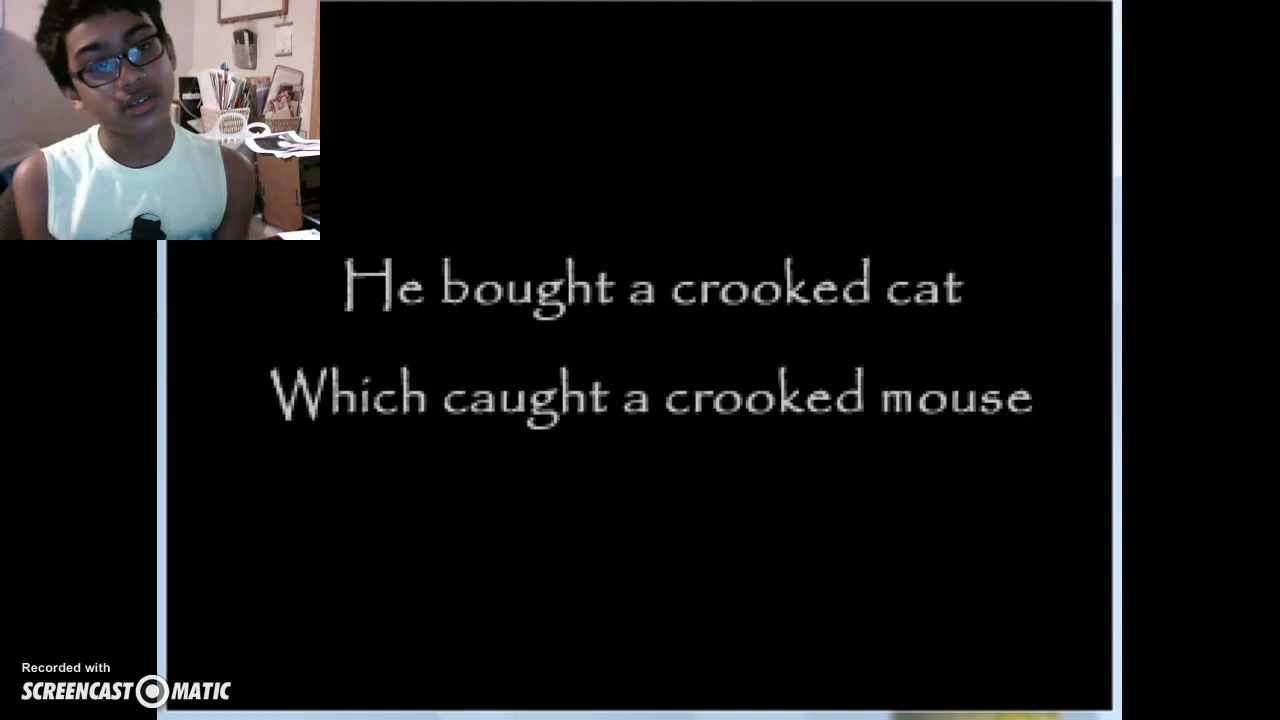 He bought a crooked cat
Which caught a crooked mouse
Recorded with
SCREENCAST MATIC